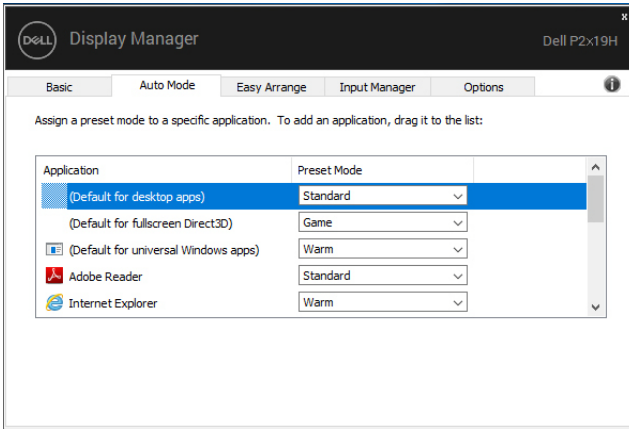 x
DELL Display Manager Dell P2x19H
Basic Auto Mode Easy Arrange Input Manager Options
Assign a preset mode to a specific application. To add an application, drag it to the list:
Application Preset Mode
(Default for desktop apps) Standard
(Default for fullscreen Direct3D) Game
(Default for universal Windows apps) Warm
Adobe Reader Standard
Internet Explorer Warm